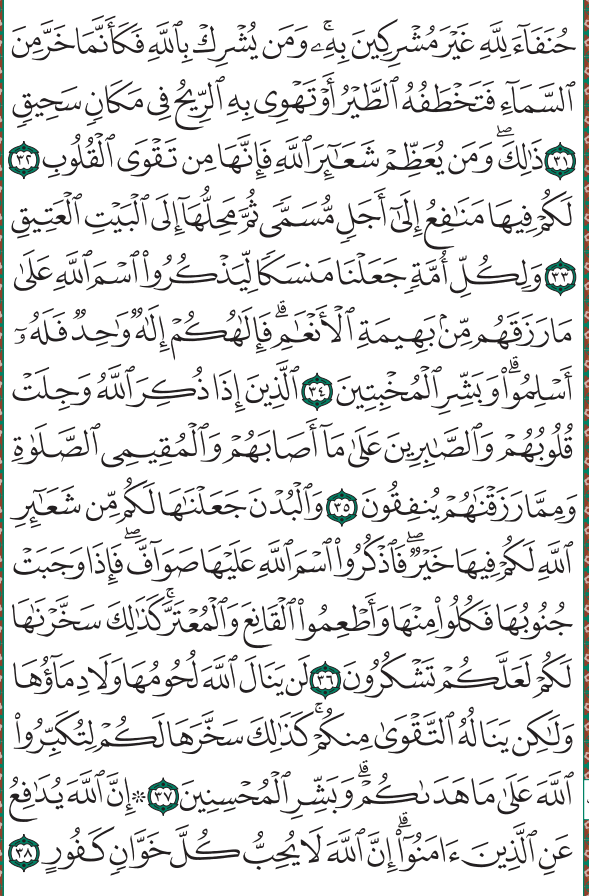 حُنَفَآءَ لِلَّهِ غَيْرَ مُشْرِكِينَ بِهِۦۚ وَمَن يُشْرِكْ بِٱللَّهِ فَكَأَنَّمَا خَرَّ مِنَ
ٱلسَّمَآءِ فَتَخْطَفُهُ ٱلطَّيْرُ أَوْ تَهْوِى بِهِ ٱلرِّيحُ فِى مَكَانٍ سَحِيقٍ
٣١ ذَٰلِكَۖ وَمَن يُعَظِّمْ شَعَـٰٓئِرَ ٱللَّهِ فَإِنَّهَا مِن تَقْوَى ٱلْقُلُوبِ ٣٢
لَكُمْ فِيهَا مَنَـٰفِعُ إِلَىٰٓ أَجَلٍ مُّسَمًّى ثُمَّ مَحِلُّهَآ إِلَى ٱلْبَيْتِ ٱلْعَتِيقِ
٣٣ وَلِكُلِّ أُمَّةٍ جَعَلْنَا مَنسَكًا لِّيَذْكُرُوا۟ ٱسْمَ ٱللَّهِ عَلَىٰ
مَا رَزَقَهُم مِّنۢ بَهِيمَةِ ٱلْأَنْعَـٰمِۗ فَإِلَـٰهُكُمْ إِلَـٰهٌ وَٰحِدٌ فَلَهُۥٓ
أَسْلِمُوا۟ۗ وَبَشِّرِ ٱلْمُخْبِتِينَ ٣٤ ٱلَّذِينَ إِذَا ذُكِرَ ٱللَّهُ وَجِلَتْ
قُلُوبُهُمْ وَٱلصَّـٰبِرِينَ عَلَىٰ مَآ أَصَابَهُمْ وَٱلْمُقِيمِى ٱلصَّلَوٰةِ
وَمِمَّا رَزَقْنَـٰهُمْ يُنفِقُونَ ٣٥ وَٱلْبُدْنَ جَعَلْنَـٰهَا لَكُم مِّن شَعَـٰٓئِرِ
ٱللَّهِ لَكُمْ فِيهَا خَيْرٌۖ فَٱذْكُرُوا۟ ٱسْمَ ٱللَّهِ عَلَيْهَا صَوَآفَّۖ فَإِذَا وَجَبَتْ
جُنُوبُهَا فَكُلُوا۟ مِنْهَا وَأَطْعِمُوا۟ ٱلْقَانِعَ وَٱلْمُعْتَرَّۚ كَذَٰلِكَ سَخَّرْنَـٰهَا
لَكُمْ لَعَلَّكُمْ تَشْكُرُونَ ٣٦ لَن يَنَالَ ٱللَّهَ لُحُومُهَا وَلَا دِمَآؤُهَا
وَلَـٰكِن يَنَالُهُ ٱلتَّقْوَىٰ مِنكُمْۚ كَذَٰلِكَ سَخَّرَهَا لَكُمْ لِتُكَبِّرُوا۟
ٱللَّهَ عَلَىٰ مَا هَدَىٰكُمْۗ وَبَشِّرِ ٱلْمُحْسِنِينَ ٣٧ ۞ إِنَّ ٱللَّهَ يُدَٰفِعُ
عَنِ ٱلَّذِينَ ءَامَنُوٓا۟ۗ إِنَّ ٱللَّهَ لَا يُحِبُّ كُلَّ خَوَّانٍ كَفُورٍ ٣٨